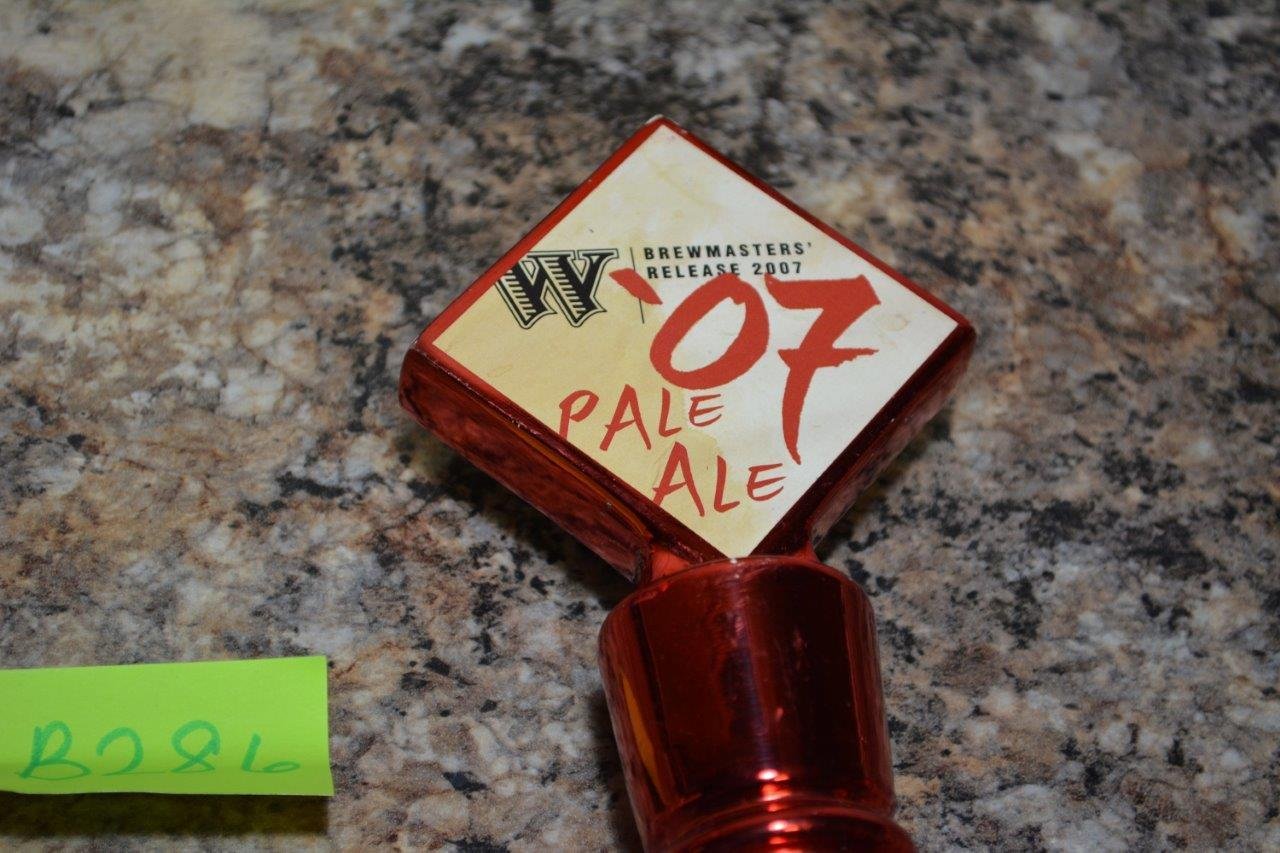 W
BREWMASTERS'
RELEASE 2007
'07
PALE
ALE
B286